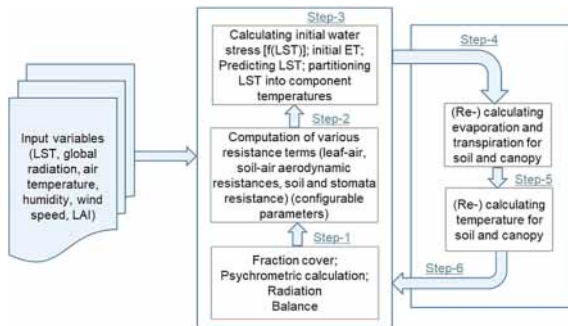 Input variables
(LST, global
radiation, air
temperature,
humidity, wind
speed, LAI)
Step-3
Calculating initial water
stress [f(LST)]; initial ET;
Predicting LST; partitioning
LST into component
temperatures
Step-2
Computation of various
resistance terms (leaf-air,
soil-air aerodynamic
resistances, soil and stomata
resistance) (configurable
parameters)
Step-1
Fraction cover;
Psychrometric calculation;
Radiation
Balance
Step-4
(Re-) calculating
evaporation and
transpiration for
soil and canopy
Step-5
(Re-) calculating
temperature for
soil and canopy
Step-6